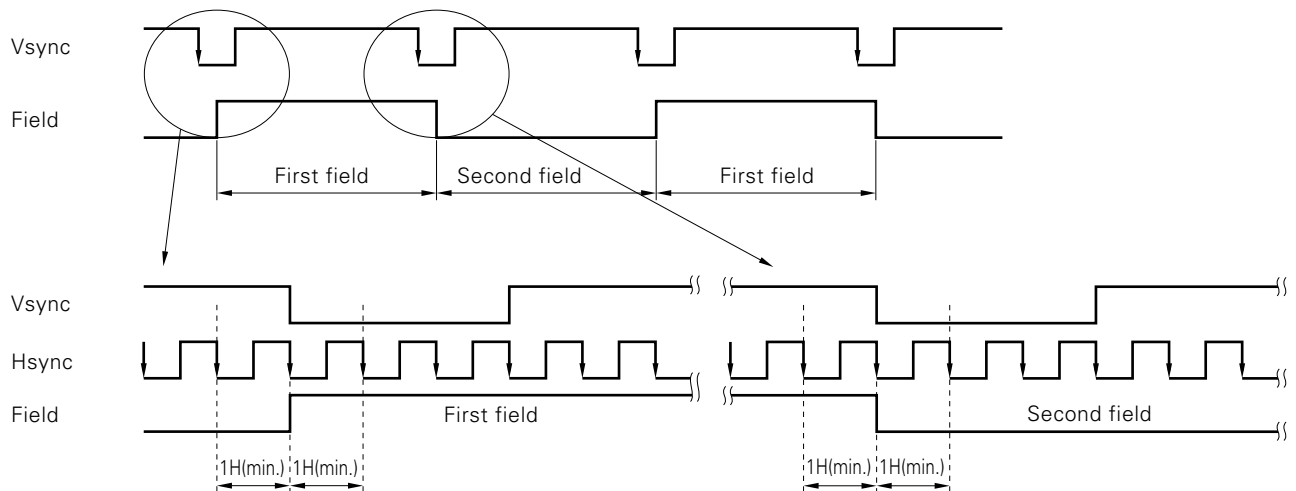 Vsync
Field
First field
Second field
First field
Vsync
Hsync
Field
First field
Second field
1H(min.)
1H(min.)
1H(min.)
1H(min.)